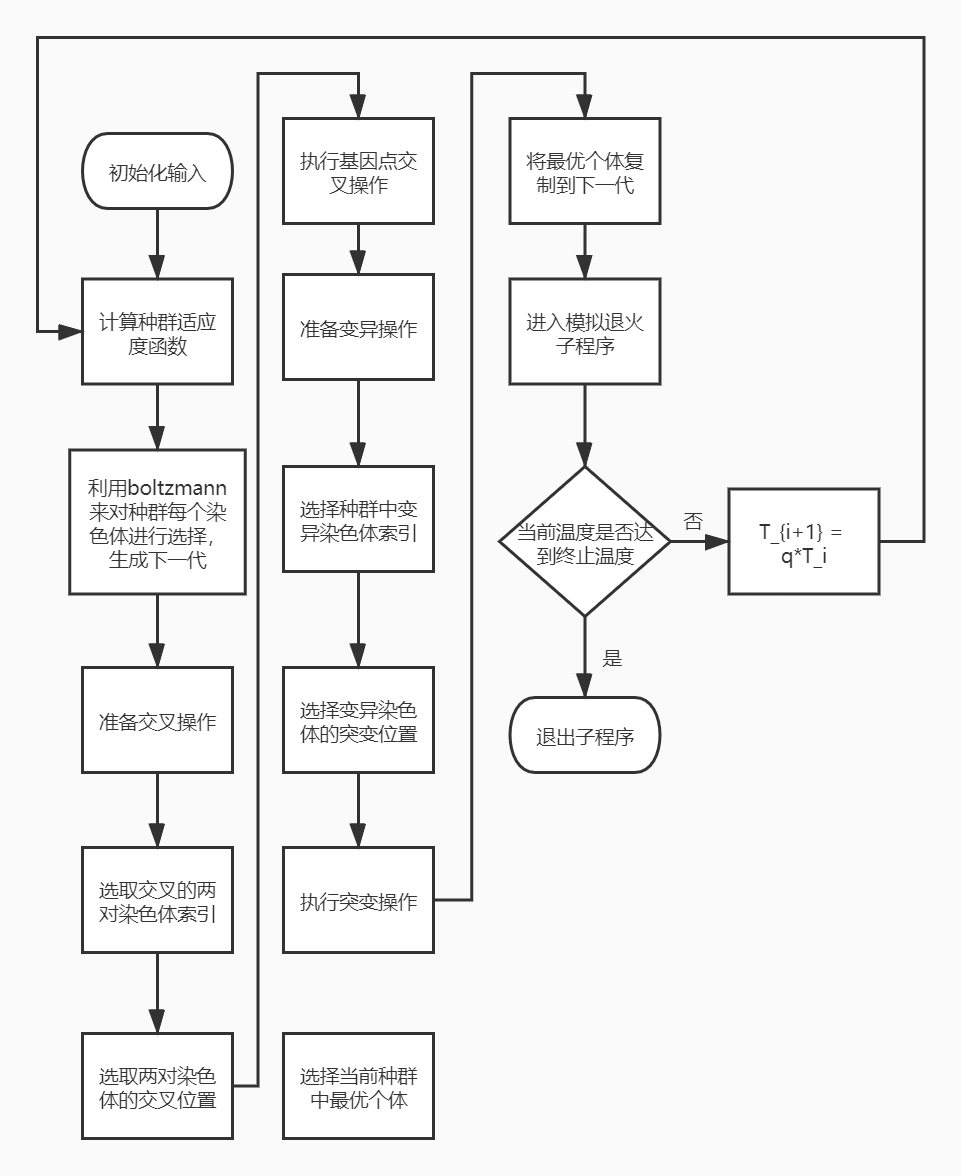 初始化输入
计算种群适应
度函数
利用boltzmann
来对种群每个染
色体进行选择，
生成下一代
准备交叉操作
选取交叉的两
对染色体索引
选取两对染色
体的交叉位置
执行基因点交
叉操作
准备变异操作
选择种群中变
异染色体索引
选择变异染色
体的突变位置
执行突变操作
选择当前种群
中最优个体
将最优个体复
制到下一代
进入模拟退火
子程序
当前温度是否达
到终止温度
否
T_{i+1} =
q*T_i
是
退出子程序